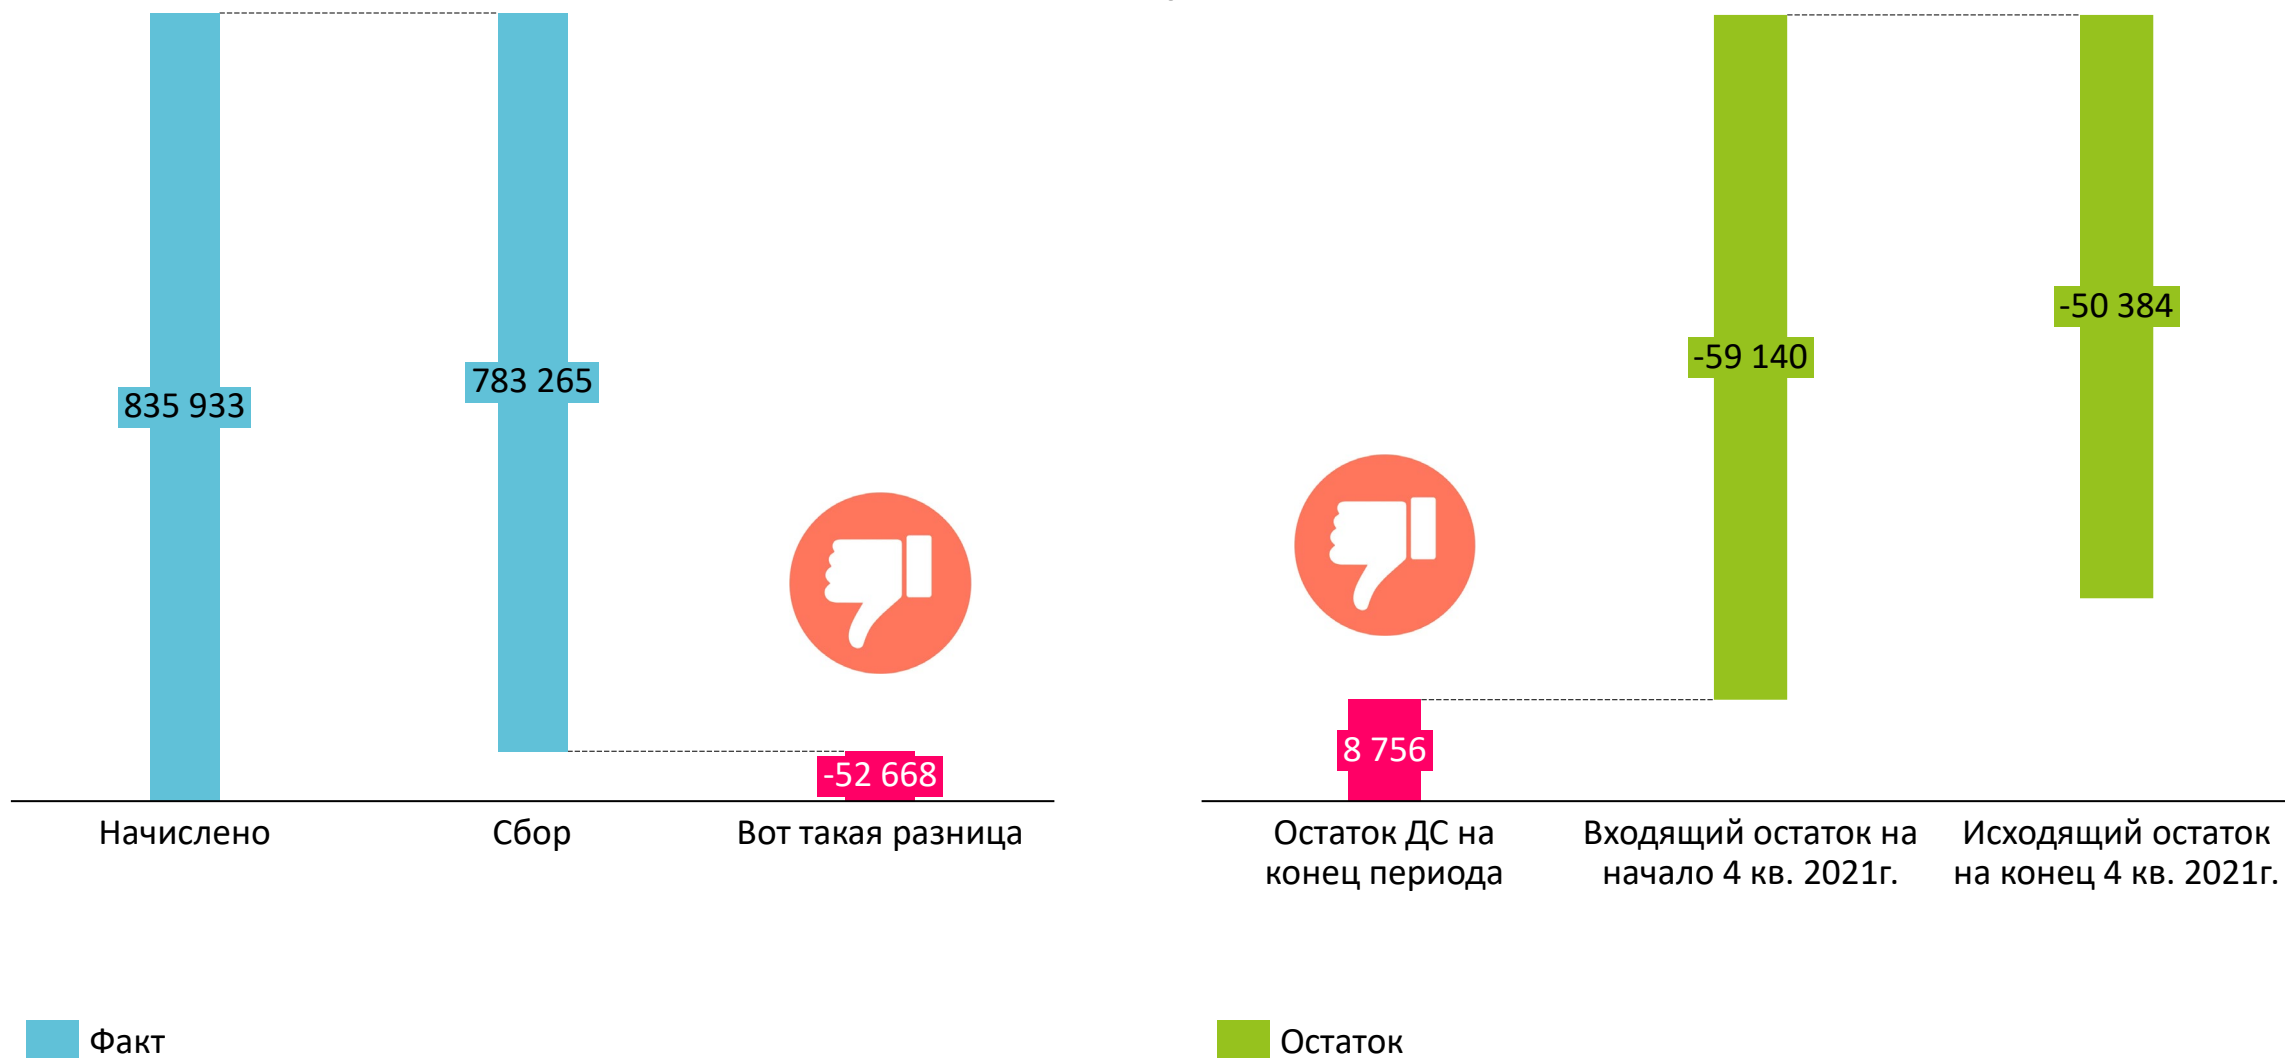 835 933
783 265
-52 668
Начислено
Сбор
Вот такая разница
8 756
-59 140
-50 384
Остаток ДС на
конец периода
Входящий остаток на
начало 4 кв. 2021г.
Исходящий остаток
на конец 4 кв. 2021г.
Факт
Остаток